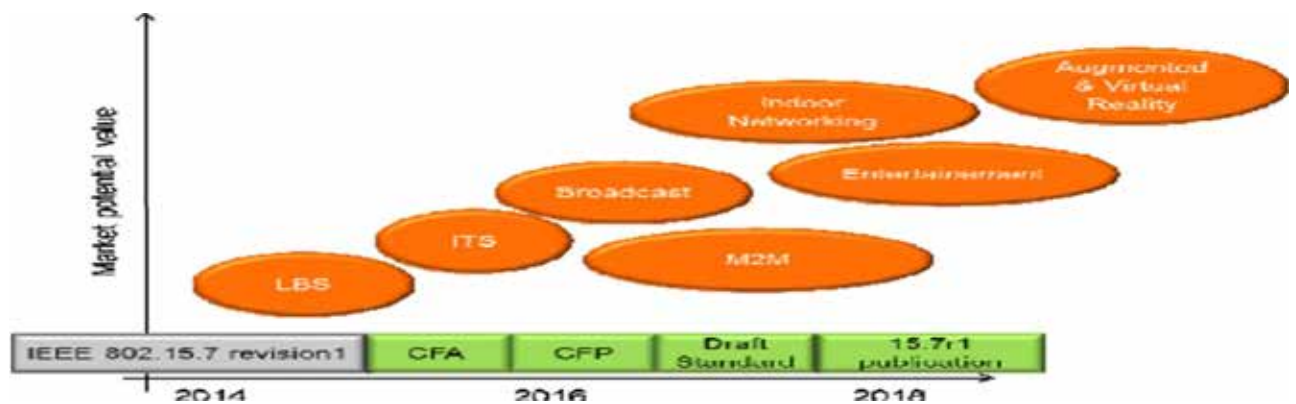 Market potential value
Augmented
& Virtual
Reality
Indoor
Networking
Entertainement
Broadcast
ITS
M2M
LBS
IEEE 802.15.7 revision1
CFA
CFP
Draft
Standard
15.7r1
publication
2014
2016
2018